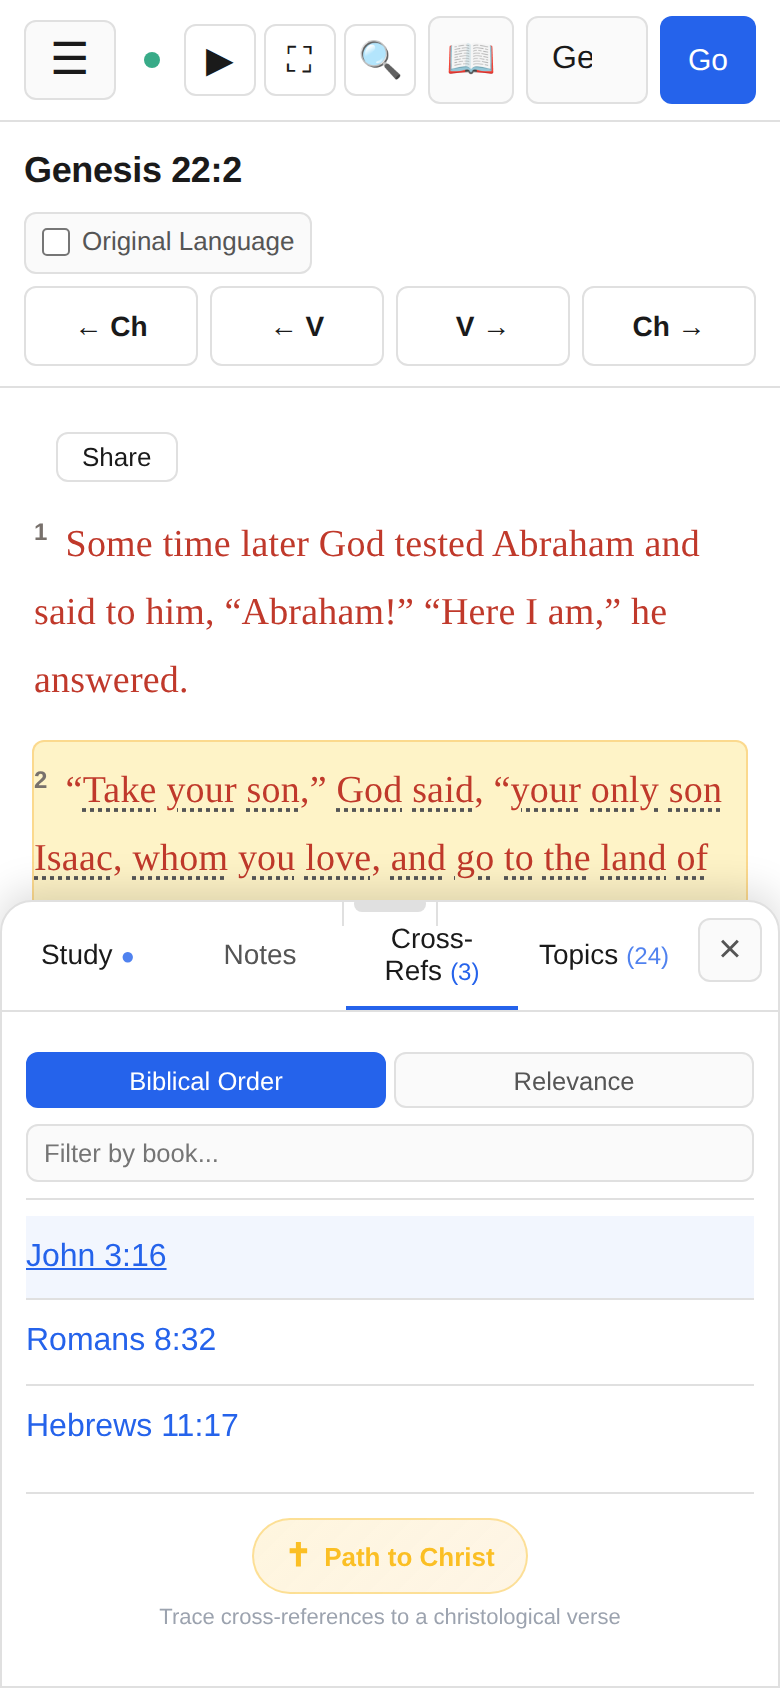 Ge
Go
Genesis 22:2
Original Language
← Ch
← V
V →
Ch →
Share
1 Some time later God tested Abraham and
said to him, “Abraham!” “Here I am,” he
answered.
2 “Take your son,” God said, “your only son
Isaac, whom you love, and go to the land of
Study
Notes
Cross-
Refs (3)
Topics (24)
✕
Biblical Order
Relevance
Filter by book...
John 3:16
Romans 8:32
Hebrews 11:17
✝ Path to Christ
Trace cross-references to a christological verse